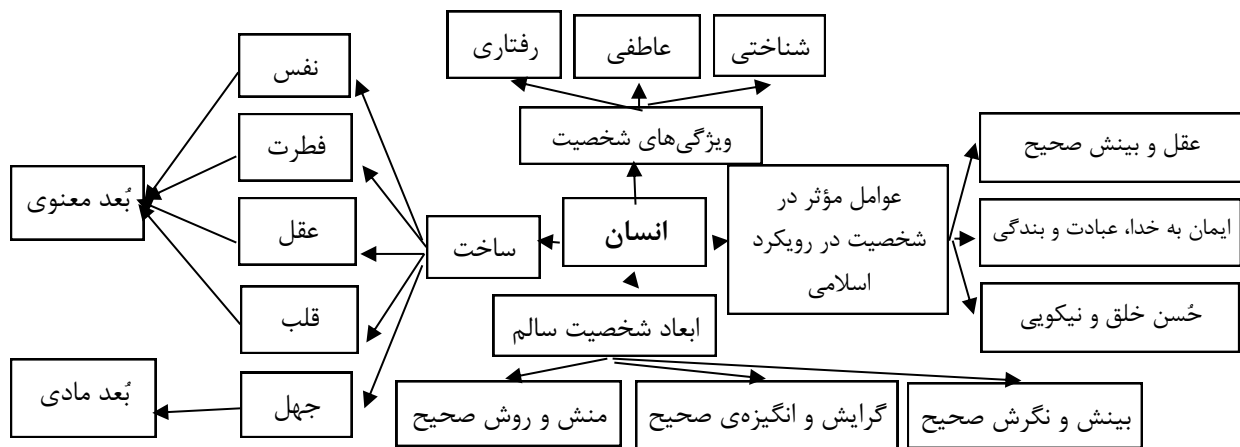 شناختی
عاطفی
رفتاری
ویژگی‌های شخصیت
عقل و بینش صحیح
ایمان به خدا، عبادت و بندگی
حُسن خلق و نیکویی
عوامل مؤثر در
شخصیت در رویکرد
اسلامی
انسان
ساخت
نفس
فطرت
عقل
قلب
جهل
بُعد معنوی
بُعد مادی
ابعاد شخصیت سالم
بینش و نگرش صحیح
گرایش و انگیزه‌ی صحیح
منش و روش صحیح